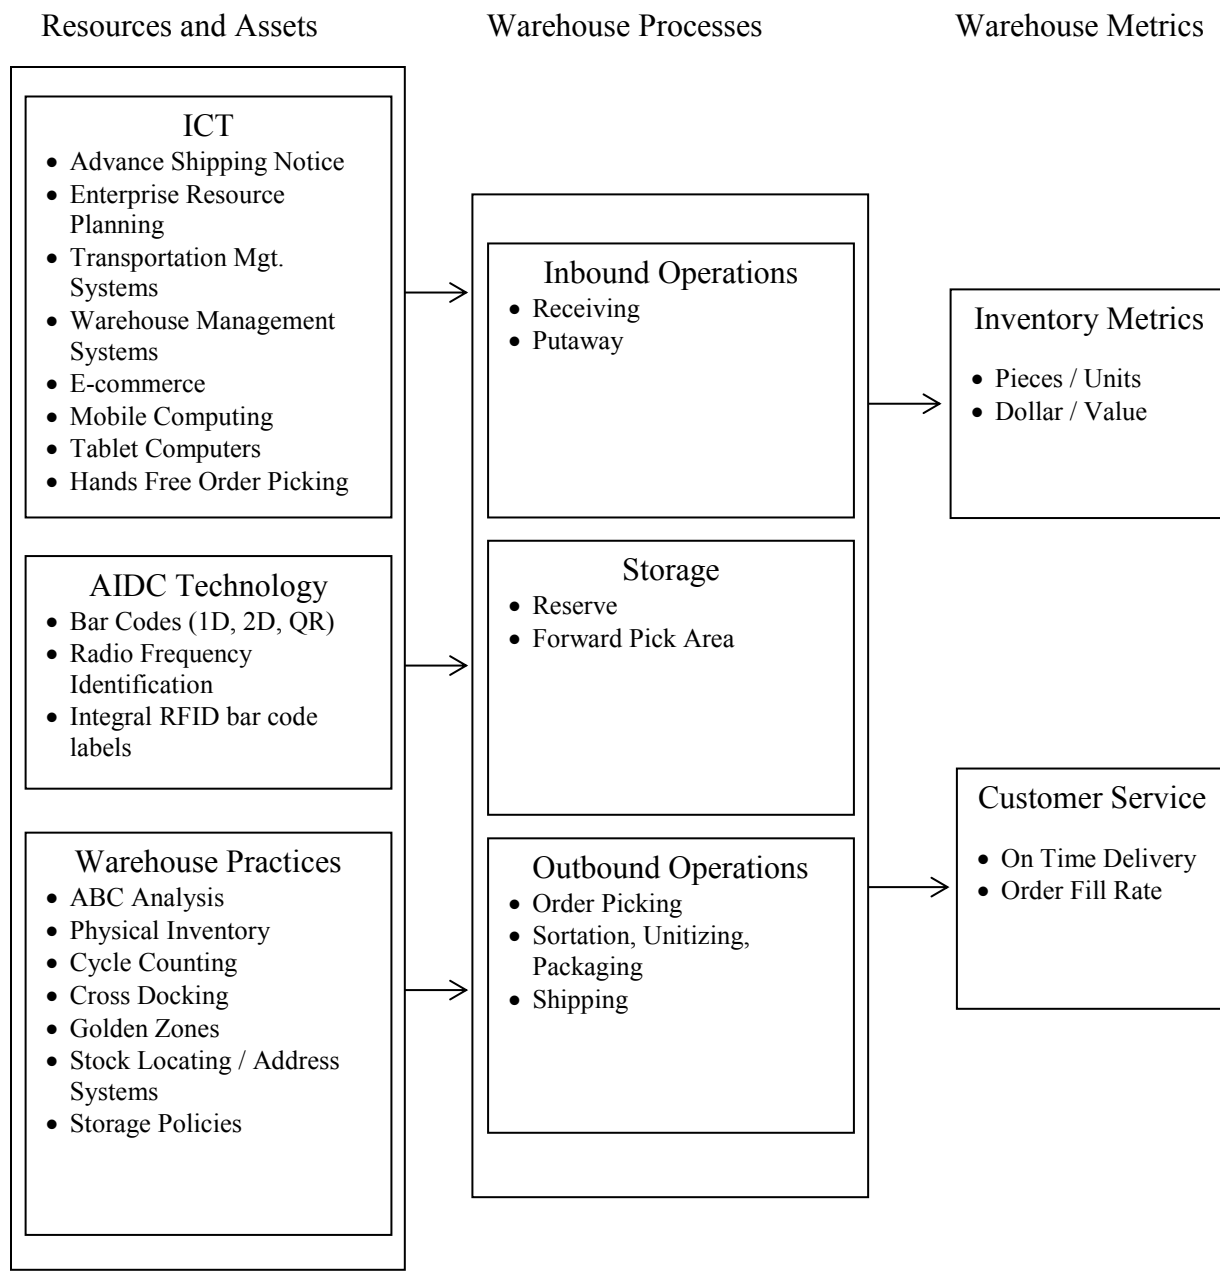 Resources and Assets
Warehouse Processes
Warehouse Metrics
ICT
• Advance Shipping Notice
• Enterprise Resource
Planning
• Transportation Mgt.
Systems
• Warehouse Management
Systems
• E-commerce
• Mobile Computing
• Tablet Computers
• Hands Free Order Picking
AIDC Technology
• Bar Codes (1D, 2D, QR)
• Radio Frequency
Identification
• Integral RFID bar code
labels
Warehouse Practices
• ABC Analysis
• Physical Inventory
• Cycle Counting
• Cross Docking
• Golden Zones
• Stock Locating / Address
Systems
• Storage Policies
Inbound Operations
• Receiving
• Putaway
Storage
• Reserve
• Forward Pick Area
Outbound Operations
• Order Picking
• Sortation, Unitizing,
Packaging
• Shipping
Inventory Metrics
• Pieces / Units
• Dollar / Value
Customer Service
• On Time Delivery
• Order Fill Rate